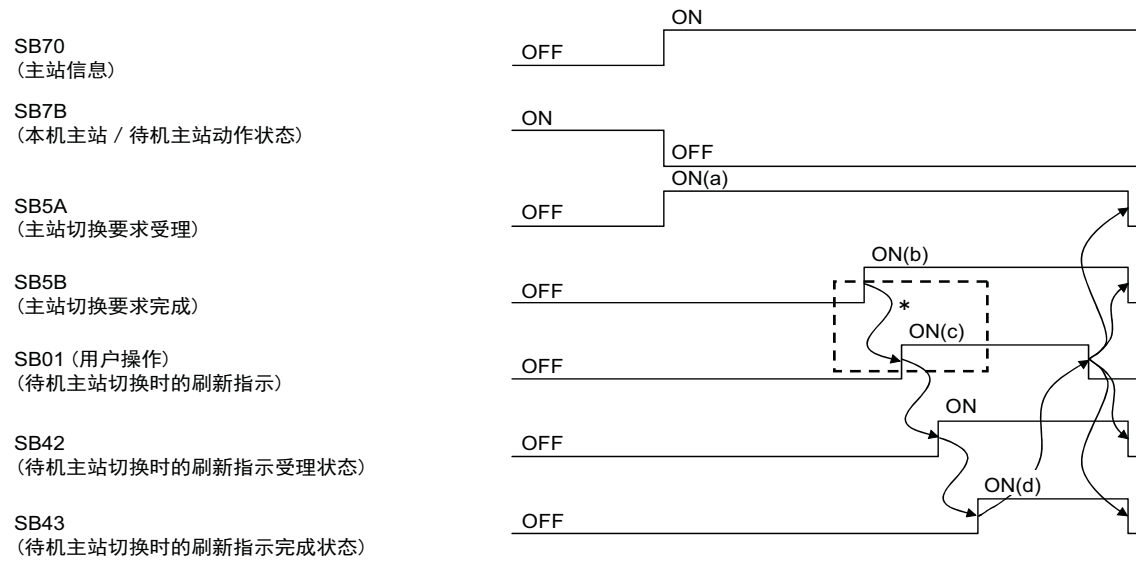 ON
SB70
(主站信息)
OFF
SB7B
(本机主站 / 待机主站动作状态)
ON
OFF
ON(a)
SB5A
(主站切换要求受理)
OFF
ON(b)
SB5B
(主站切换要求完成)
OFF
*
ON(c)
SB01 (用户操作)
(待机主站切换时的刷新指示)
OFF
ON
SB42
(待机主站切换时的刷新指示受理状态)
OFF
ON(d)
SB43
(待机主站切换时的刷新指示完成状态)
OFF